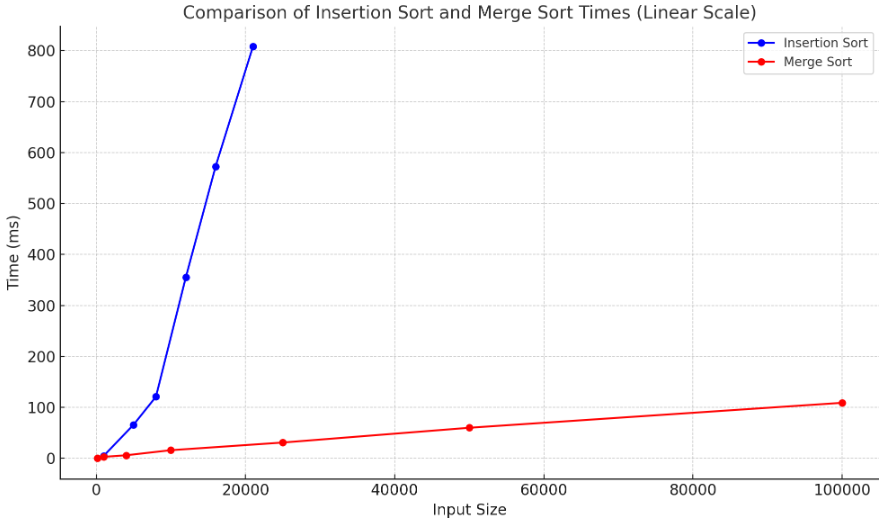 Comparison of Insertion Sort and Merge Sort Times (Linear Scale)
Insertion Sort
Merge Sort
800
700
600
500
400
300
200
100
0
Time (ms)
0 20000 40000 60000 80000 100000
Input Size